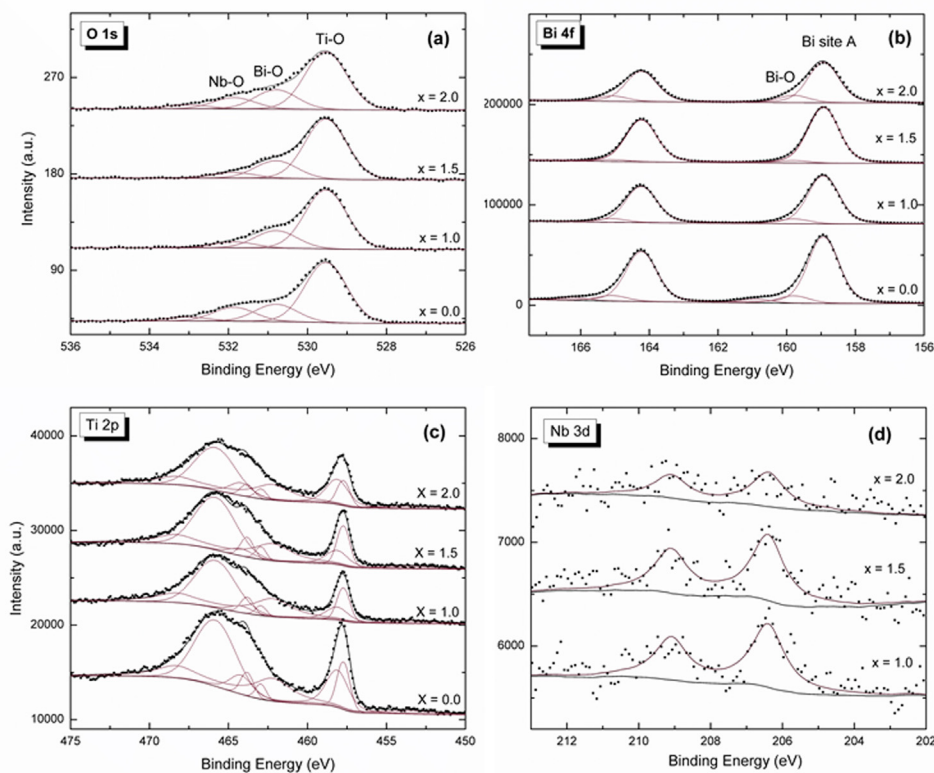 O 1s
(a)
Ti-O
Bi-O
Nb-O
270
180
90
x = 2.0
x = 1.5
x = 1.0
x = 0.0
Intensity (a.u.)
536 534 532 530 528 526
Binding Energy (eV)
Bi 4f
(b)
Bi site A
Bi-O
200000
100000
0
x = 2.0
x = 1.5
x = 1.0
x = 0.0
166 164 162 160 158 156
Binding Energy (eV)
Ti 2p
(c)
40000
30000
20000
10000
X = 2.0
X = 1.5
X = 1.0
X = 0.0
Intensity (a.u.)
475 470 465 460 455 450
Binding Energy (eV)
Nb 3d
(d)
8000
7000
6000
x = 2.0
x = 1.5
x = 1.0
212 210 208 206 204 202
Binding Energy (eV)